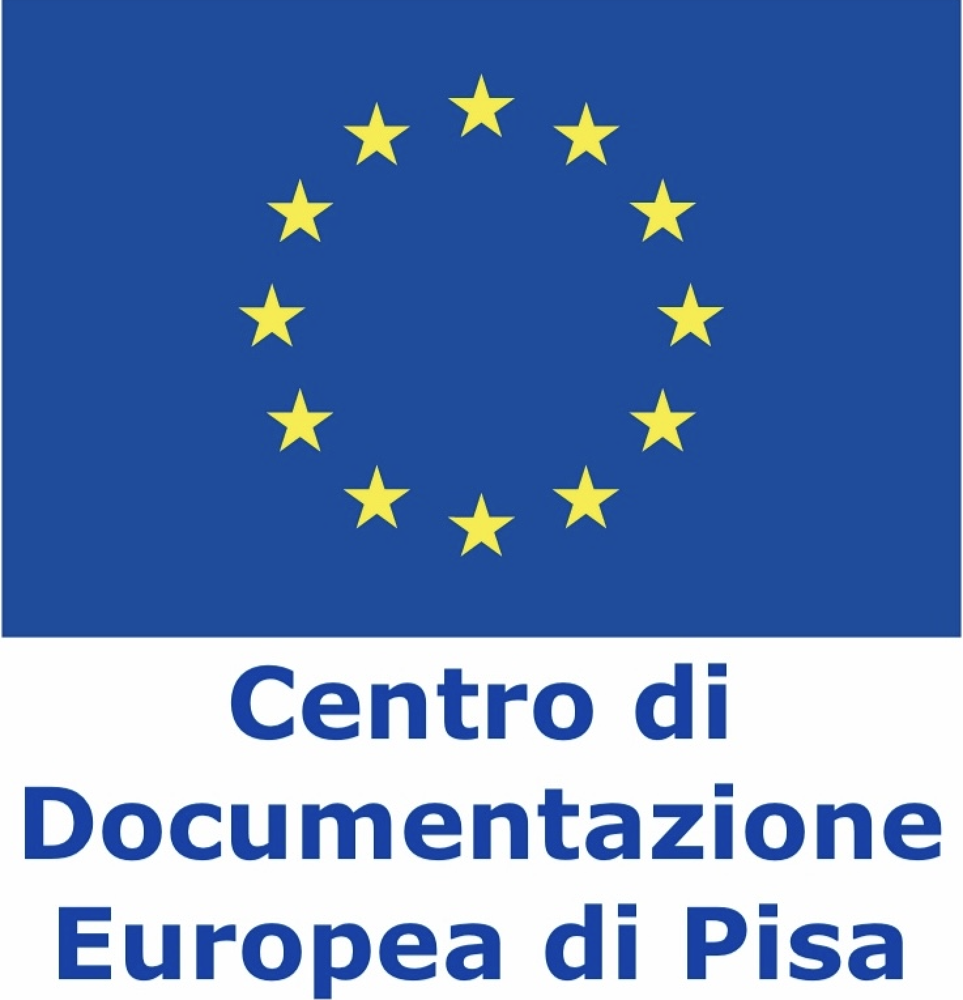 Centro di
Documentazione
Europea di Pisa